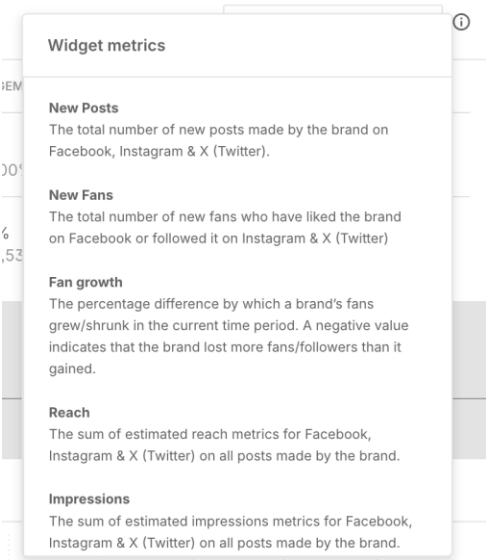 Widget metrics
New Posts
The total number of new posts made by the brand on
Facebook, Instagram & X (Twitter).
New Fans
The total number of new fans who have liked the brand
on Facebook or followed it on Instagram & X (Twitter)
Fan growth
The percentage difference by which a brand's fans
grew/shrunk in the current time period. A negative value
indicates that the brand lost more fans/followers than it
gained.
Reach
The sum of estimated reach metrics for Facebook,
Instagram & X (Twitter) on all posts made by the brand.
Impressions
The sum of estimated impressions metrics for Facebook,
Instagram & X (Twitter) on all posts made by the brand.